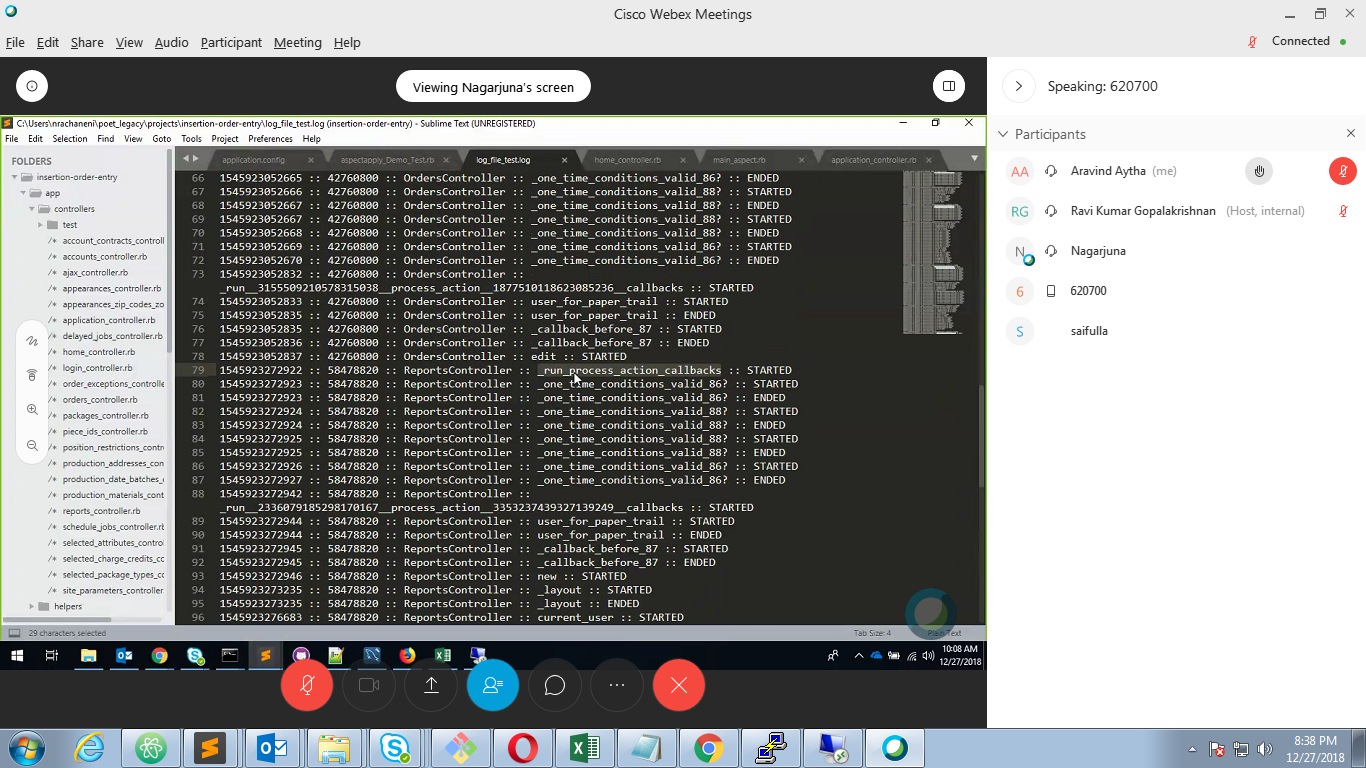 Cisco Webex Meetings
File Edit Share View Audio Participant Meeting Help
Connected
Viewing Nagarjuna's screen
Speaking: 620700
C:\Users\nrachaneni\poet_legacy\projects\insertion-order-entry\log_file_test.log (insertion-order-entry) - Sublime Text (UNREGISTERED)
File Edit Selection Find View Goto Tools Project Preferences Help
FOLDERS
insertion-order-entry
app
controllers
test
account_contracts_controll
accounts_controller.rb
ajax_controller.rb
appearances_controller.rb
appearances_zip_codes_zo
application_controller.rb
delayed_jobs_controller.rb
home_controller.rb
login_controller.rb
order_exceptions_controlle
orders_controller.rb
packages_controller.rb
piece_ids_controller.rb
position_restrictions_contro
production_addresses_con
production_date_batches_
production_materials_cont
reports_controller.rb
schedule_jobs_controller.rb
selected_attributes_contro
selected_charge_credits_cc
selected_package_types_cc
site_parameters_controller.
helpers
application.config aspectappiy_Demo_Test.rb log_file_test.log home_controller.rb main_aspect.rb application_controller.rb
66 1545923052665 :: 42760800 :: OrdersController :: _one_time_conditions_valid_86? :: ENDED
67 1545923052666 :: 42760800 :: OrdersController :: _one_time_conditions_valid_88? :: STARTED
68 1545923052667 :: 42760800 :: OrdersController :: _one_time_conditions_valid_88? :: ENDED
69 1545923052668 :: 42760800 :: OrdersController :: _one_time_conditions_valid_88? :: STARTED
70 1545923052668 :: 42760800 :: OrdersController :: _one_time_conditions_valid_88? :: ENDED
71 1545923052669 :: 42760800 :: OrdersController :: _one_time_conditions_valid_86? :: STARTED
72 1545923052670 :: 42760800 :: OrdersController :: _one_time_conditions_valid_86? :: ENDED
73 1545923052832 :: 42760800 :: OrdersController ::
_run__3155509210578315038__process_action__1877510118623085236__callbacks :: STARTED
74 1545923052833 :: 42760800 :: OrdersController :: user_for_paper_trail :: STARTED
75 1545923052835 :: 42760800 :: OrdersController :: user_for_paper_trail :: ENDED
76 1545923052835 :: 42760800 :: OrdersController :: _callback_before_87 :: STARTED
77 1545923052836 :: 42760800 :: OrdersController :: _callback_before_87 :: ENDED
78 1545923052837 :: 42760800 :: OrdersController :: edit :: STARTED
79 1545923272922 :: 58478820 :: ReportsController :: _run_process_action_callbacks :: STARTED
80 1545923272923 :: 58478820 :: ReportsController :: _one_time_conditions_valid_86? :: STARTED
81 1545923272923 :: 58478820 :: ReportsController :: _one_time_conditions_valid_86? :: ENDED
82 1545923272924 :: 58478820 :: ReportsController :: _one_time_conditions_valid_88? :: STARTED
83 1545923272924 :: 58478820 :: ReportsController :: _one_time_conditions_valid_88? :: ENDED
84 1545923272925 :: 58478820 :: ReportsController :: _one_time_conditions_valid_88? :: STARTED
85 1545923272925 :: 58478820 :: ReportsController :: _one_time_conditions_valid_88? :: ENDED
86 1545923272926 :: 58478820 :: ReportsController :: _one_time_conditions_valid_86? :: STARTED
87 1545923272927 :: 58478820 :: ReportsController :: _one_time_conditions_valid_86? :: ENDED
88 1545923272942 :: 58478820 :: ReportsController ::
_run__2336079185298170167__process_action__3353237439327139249__callbacks :: STARTED
89 1545923272944 :: 58478820 :: ReportsController :: user_for_paper_trail :: STARTED
90 1545923272944 :: 58478820 :: ReportsController :: user_for_paper_trail :: ENDED
91 1545923272945 :: 58478820 :: ReportsController :: _callback_before_87 :: STARTED
92 1545923272945 :: 58478820 :: ReportsController :: _callback_before_87 :: ENDED
93 1545923272946 :: 58478820 :: ReportsController :: new :: STARTED
94 1545923273235 :: 58478820 :: ReportsController :: _layout :: STARTED
95 1545923273235 :: 58478820 :: ReportsController :: _layout :: ENDED
96 1545923276683 :: 58478820 :: ReportsController :: current_user :: STARTED
29 characters selected
Tab Size: 4
Plain Text
10:08 AM
12/27/2018
Participants
AA Aravind Aytha (me)
RG Ravi Kumar Gopalakrishnan (Host, internal)
N Nagarjuna
6 620700
S saifulla
8:38 PM
12/27/2018